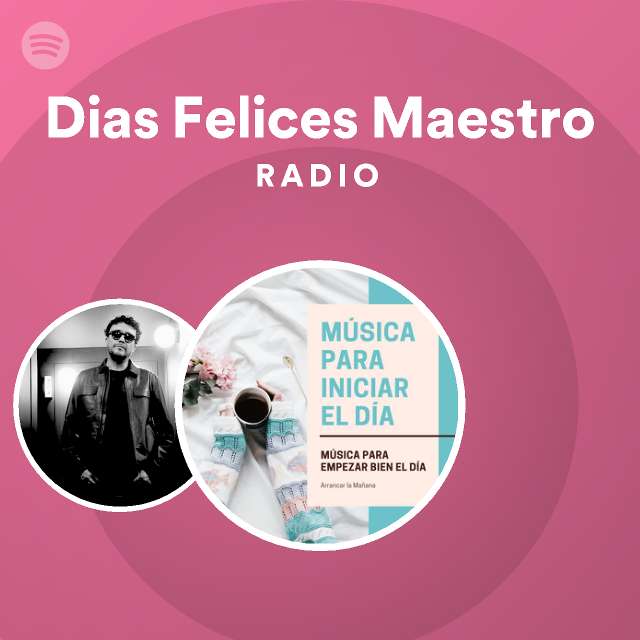 Dias Felices Maestro
RADIO
MÚSICA
PARA
INICIAR
EL DÍA
MÚSICA PARA
EMPEZAR BIEN EL DÍA
Arrancar la Mañana